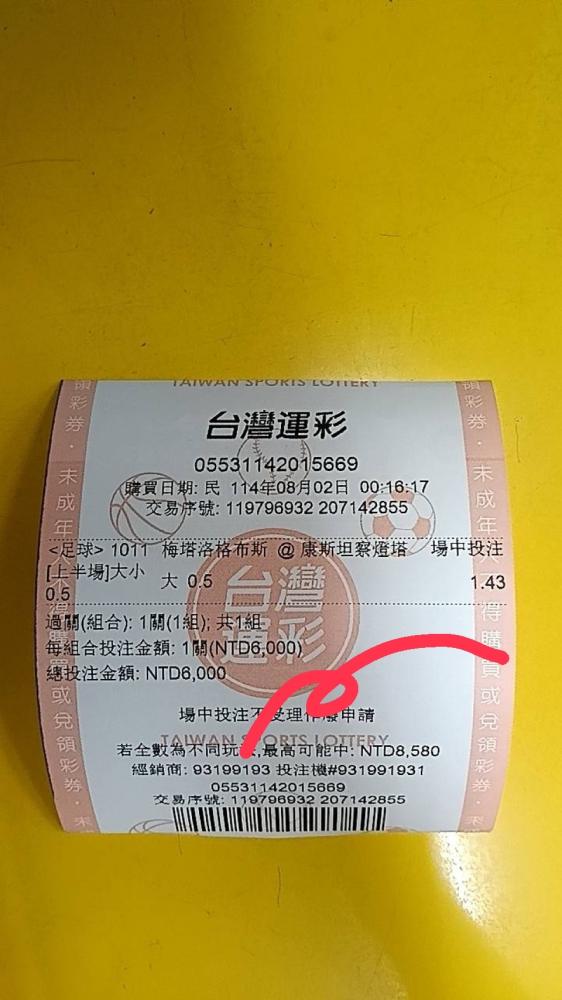 TAIWAN SPORTS LOTTERY
台灣運彩
05531142015669
購買日期: 民 114年08月02日 00:16:17
交易序號: 119796932 207142855
<足球> 1011 梅塔洛格布斯 @ 康斯坦察燈塔 場中投注
[上半場]大小 大 0.5 1.43
0.5
台灣運彩
過關(組合): 1關(1組); 共1組
每組合投注金額: 1關(NTD6,000)
總投注金額: NTD6,000
場中投注不受理作廢申請
TAIWAN SPORTS LOTTERY
若全數為不同玩,最高可能中: NTD8,580
經銷商: 93199193 投注機#931991931
05531142015669
交易序號: 119796932 207142855
領彩券·未成年
得購買或兌領彩券·未